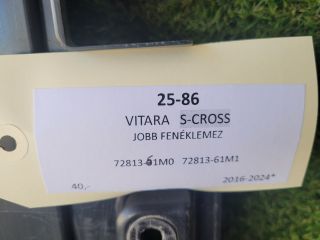 25-86
VITARA S-CROSS
JOBB FENÉKLEMEZ
72813-61M0 72813-61M1
40,- 2016-2024*